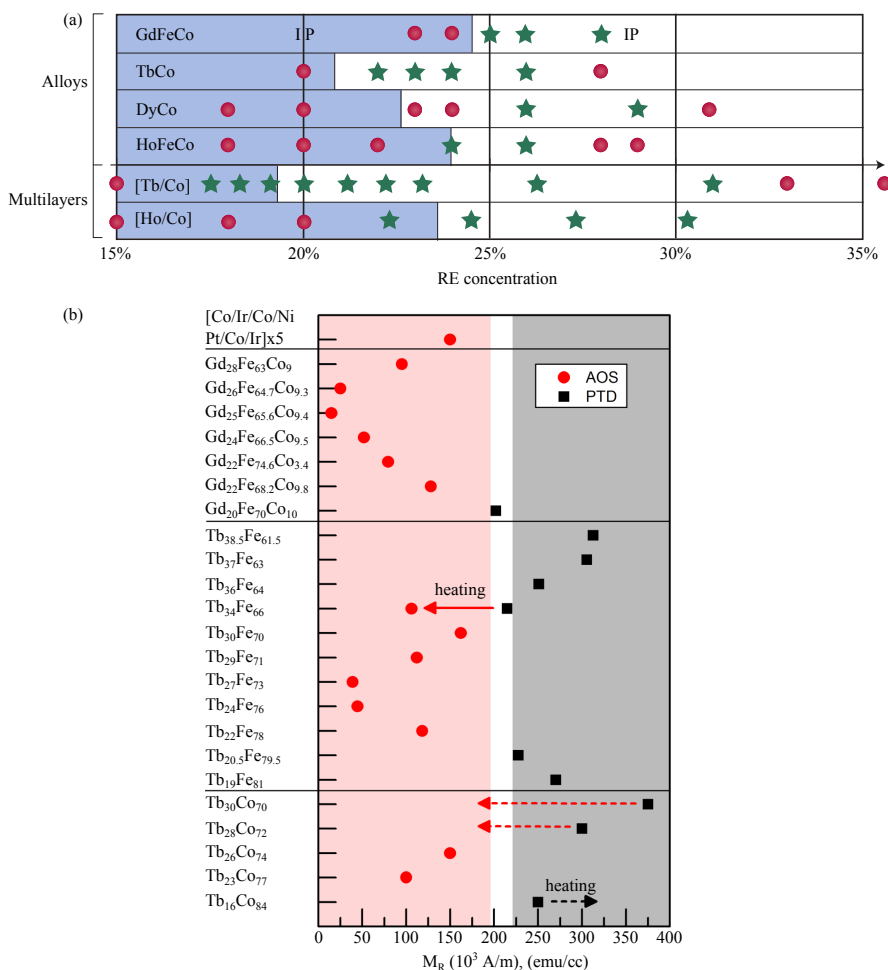 (a)
Alloys
Multilayers
GdFeCo
IP
IP
TbCo
DyCo
HoFeCo
[Tb/Co]
[Ho/Co]
15% 20% 25% 30% 35%
RE concentration
(b)
[Co/Ir/Co/Ni
Pt/Co/Ir]x5
Gd₂₈Fe₆₃Co₉
Gd₂₆Fe₆₄.₇Co₉.₃
Gd₂₅Fe₆₅.₆Co₉.₄
Gd₂₄Fe₆₆.₅Co₉.₅
Gd₂₂Fe₇₄.₆Co₃.₄
Gd₂₂Fe₆₈.₂Co₉.₈
Gd₂₀Fe₇₀Co₁₀
Tb₃₈.₅Fe₆₁.₅
Tb₃₇Fe₆₃
Tb₃₆Fe₆₄
Tb₃₄Fe₆₆
Tb₃₀Fe₇₀
Tb₂₉Fe₇₁
Tb₂₇Fe₇₃
Tb₂₄Fe₇₆
Tb₂₂Fe₇₈
Tb₂₀.₅Fe₇₉.₅
Tb₁₉Fe₈₁
Tb₃₀Co₇₀
Tb₂₈Co₇₂
Tb₂₆Co₇₄
Tb₂₃Co₇₇
Tb₁₆Co₈₄
AOS
PTD
heating
heating
0 50 100 150 200 250 300 350 400
M_R (10³ A/m), (emu/cc)